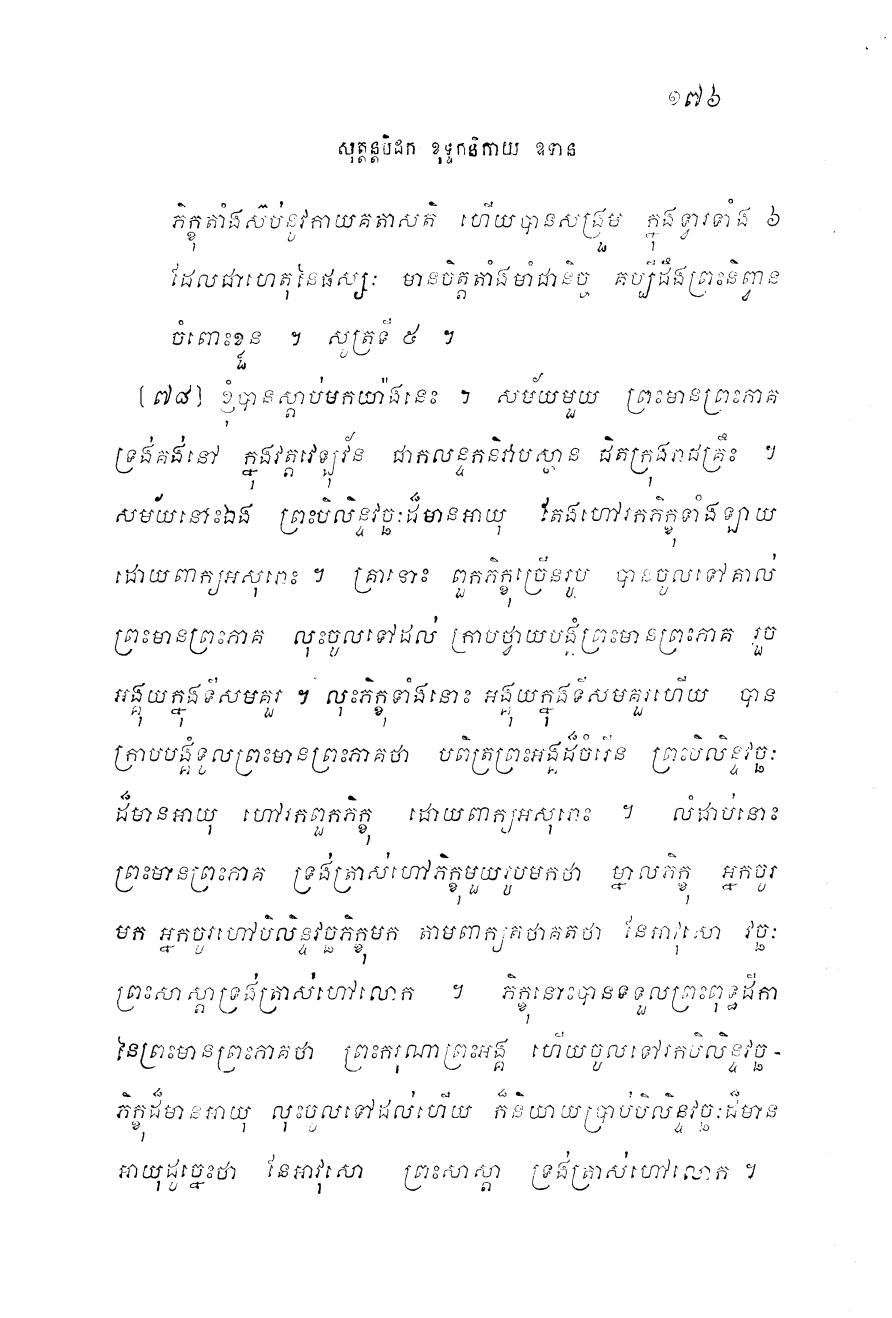 ១៧៦
សុត្តន្តបិដក ខុទ្ទកនិកាយ ឧទាន
ភិក្ខុតាំងស៊ប់នូវកាយគតាសតិ ហើយបានសង្រួម ក្នុងទ្វារទាំង ៦
ដែលជាហេតុនៃផស្សៈ មានចិត្តតាំងមាំជានិច្ច គប្បីដឹងព្រះនិព្វាន
ចំពោះខ្លួន ។ សូត្រទី ៥ ។
[៧៨] ខ្ញុំបានស្តាប់មកយ៉ាងនេះ ។ សម័យមួយ ព្រះមានព្រះភាគ
ទ្រង់គង់នៅ ក្នុងវត្តវេឡុវ័ន ជាកលន្ទកនិវាបស្ថាន ជិតក្រុងរាជគ្រឹះ ។
សម័យនោះឯង ព្រះបិលិន្ទវច្ឆៈដ៏មានអាយុ តែងហៅរកភិក្ខុទាំងឡាយ
ដោយពាក្យអសុរោះ ។ គ្រានោះ ពួកភិក្ខុច្រើនរូប បានចូលទៅគាល់
ព្រះមានព្រះភាគ លុះចូលទៅដល់ ក្រាបថ្វាយបង្គំព្រះមានព្រះភាគ រួច
អង្គុយក្នុងទីសមគួរ ។ លុះភិក្ខុទាំងនោះ អង្គុយក្នុងទីសមគួរហើយ បាន
ក្រាបបង្គំទូលព្រះមានព្រះភាគថា បពិត្រព្រះអង្គដ៏ចំរើន ព្រះបិលិន្ទវច្ឆៈ
ដ៏មានអាយុ ហៅរកពួកភិក្ខុ ដោយពាក្យអសុរោះ ។ លំដាប់នោះ
ព្រះមានព្រះភាគ ទ្រង់ត្រាស់ហៅភិក្ខុមួយរូបមកថា ម្នាលភិក្ខុ អ្នកចូរ
មក អ្នកចូរហៅបិលិន្ទវច្ឆភិក្ខុមក តាមពាក្យតថាគតថា នែអាវុសោ វច្ឆៈ
ព្រះសាស្តាទ្រង់ត្រាស់ហៅលោក ។ ភិក្ខុនោះបានទទួលព្រះពុទ្ធដីកា
នៃព្រះមានព្រះភាគថា ព្រះករុណាព្រះអង្គ ហើយចូលទៅរកបិលិន្ទវច្ឆ-
ភិក្ខុដ៏មានអាយុ លុះចូលទៅដល់ហើយ ក៏និយាយប្រាប់បិលិន្ទវច្ឆៈដ៏មាន
អាយុដូច្នេះថា នែអាវុសោ ព្រះសាស្តា ទ្រង់ត្រាស់ហៅលោក ។